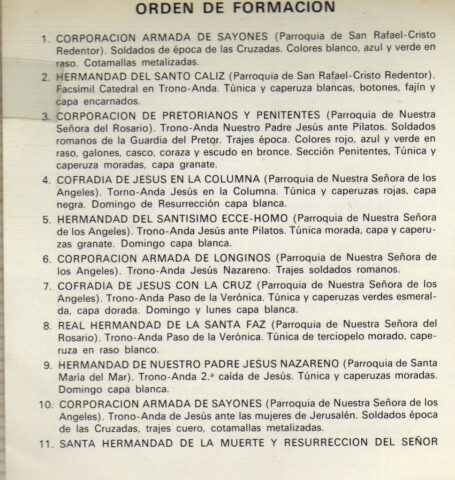 ORDEN DE FORMACION
1. CORPORACION ARMADA DE SAYONES (Parroquia de San Rafael-Cristo
Redentor). Soldados de época de las Cruzadas. Colores blanco, azul y verde en
raso. Cotamallas metalizadas.
2. HERMANDAD DEL SANTO CALIZ (Parroquia de San Rafael-Cristo Redentor).
Facsímil Catedral en Trono-Anda. Túnica y caperuza blancas, botones, fajín y
capa encarnados.
3. CORPORACION DE PRETORIANOS Y PENITENTES (Parroquia de Nuestra
Señora del Rosario). Trono-Anda Nuestro Padre Jesús ante Pilatos. Soldados
romanos de la Guardia del Pretor. Trajes época. Colores rojo, azul y verde en
raso, galones, casco, coraza y escudo en bronce. Sección Penitentes, Túnica y
caperuza moradas, capa granate.
4. COFRADIA DE JESUS EN LA COLUMNA (Parroquia de Nuestra Señora de los
Angeles). Torno-Anda Jesús en la Columna. Túnica y caperuzas rojas, capa
negra. Domingo de Resurrección capa blanca.
5. HERMANDAD DEL SANTISIMO ECCE-HOMO (Parroquia de Nuestra Señora
de los Angeles). Trono-Anda Jesús ante Pilatos. Túnica morada, capa y caperu-
zas granate. Domingo capa blanca.
6. CORPORACION ARMADA DE LONGINOS (Parroquia de Nuestra Señora de
los Angeles). Trono-Anda Jesús Nazareno. Trajes soldados romanos.
7. COFRADIA DE JESUS CON LA CRUZ (Parroquia de Nuestra Señora de los
Angeles). Trono-Anda Paso de la Verónica. Túnica y caperuzas verdes esmeral-
da, capa dorada. Domingo y lunes capa blanca.
8. REAL HERMANDAD DE LA SANTA FAZ (Parroquia de Nuestra Señora del
Rosario). Trono-Anda Paso de la Verónica. Túnica de terciopelo morado, cape-
ruza en raso blanco.
9. HERMANDAD DE NUESTRO PADRE JESUS NAZARENO (Parroquia de Santa
María del Mar). Trono-Anda 2.ª caída de Jesús. Túnica y caperuzas moradas.
Domingo capa blanca.
10. CORPORACION ARMADA DE SAYONES (Parroquia de Nuestra Señora de los
Angeles). Trono-Anda de Jesús ante las mujeres de Jerusalén. Soldados época
de las Cruzadas, trajes cuero, cotamallas metalizadas.
11. SANTA HERMANDAD DE LA MUERTE Y RESURRECCION DEL SEÑOR